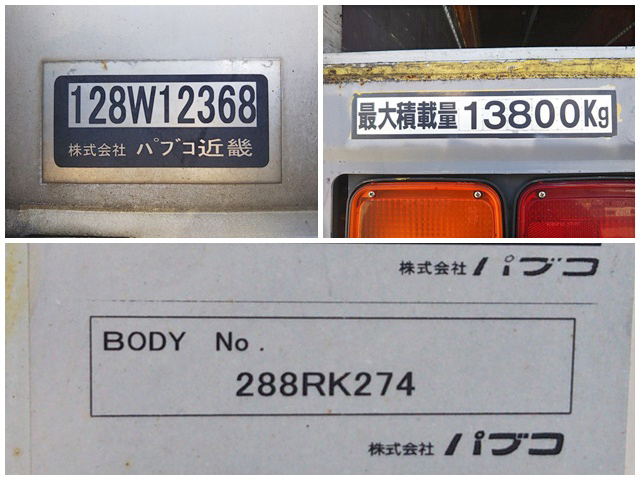 128W12368
株式会社 パブコ近畿
最大積載量 13800Kg
株式会社 パブコ
BODY No.
288RK274
株式会社 パブコ